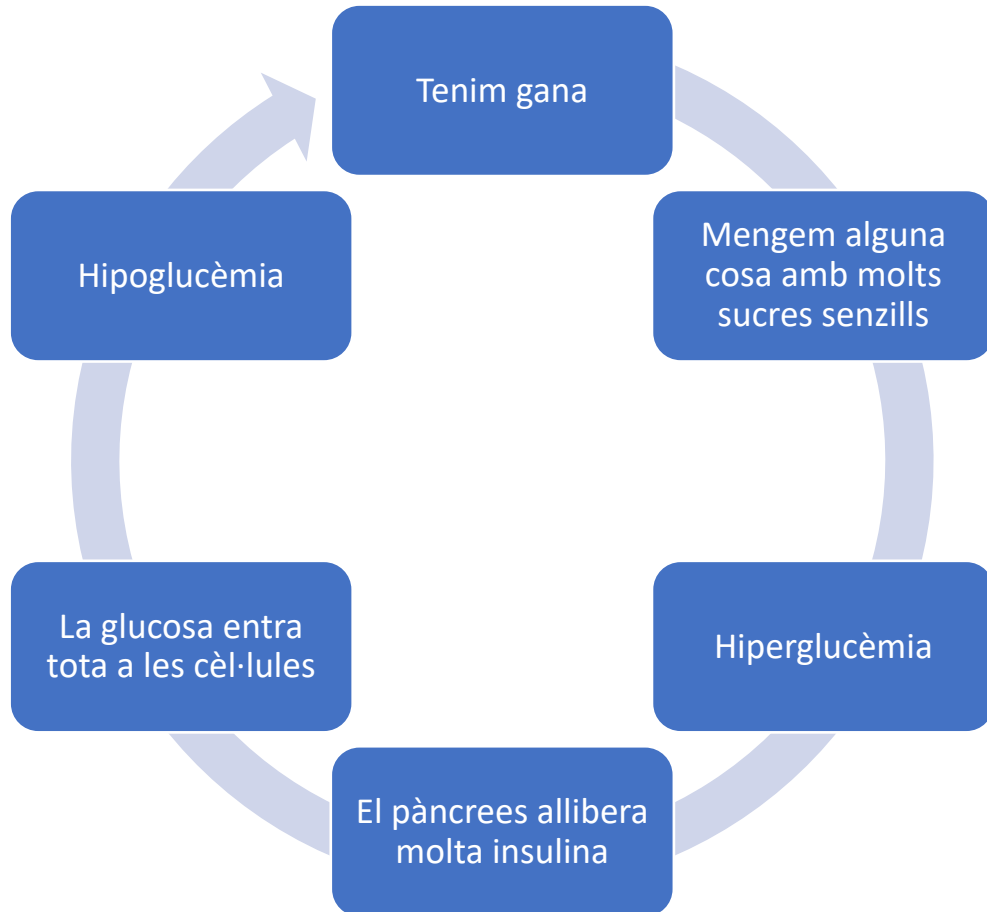 Tenim gana
Mengem alguna
cosa amb molts
sucres senzills
Hiperglucèmia
El pàncrees allibera
molta insulina
La glucosa entra
tota a les cèl·lules
Hipoglucèmia